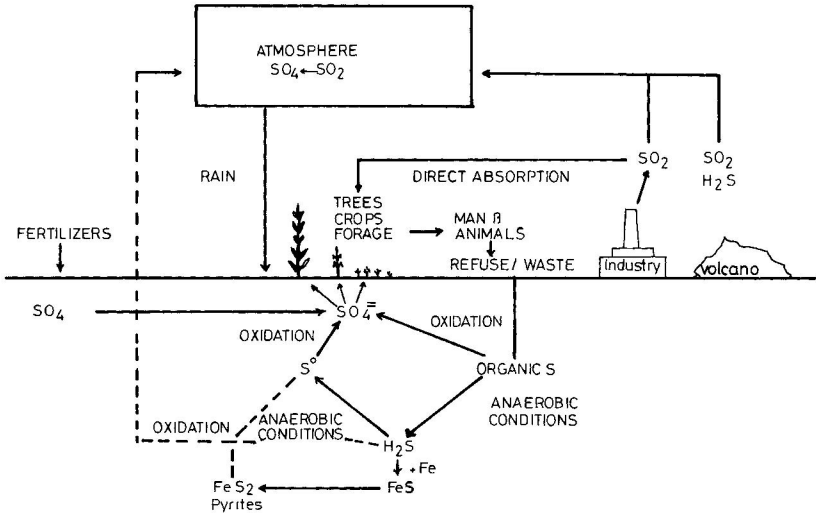 ATMOSPHERE
SO4←SO2
RAIN
DIRECT ABSORPTION
SO2
SO2
H2S
TREES
CROPS
FORAGE
MAN &
ANIMALS
FERTILIZERS
REFUSE/ WASTE
Industry
volcano
SO4
SO4=
OXIDATION
OXIDATION
S°
ORGANIC S
OXIDATION
ANAEROBIC
CONDITIONS
ANAEROBIC
CONDITIONS
H2S
+Fe
FeS2
FeS
Pyrites